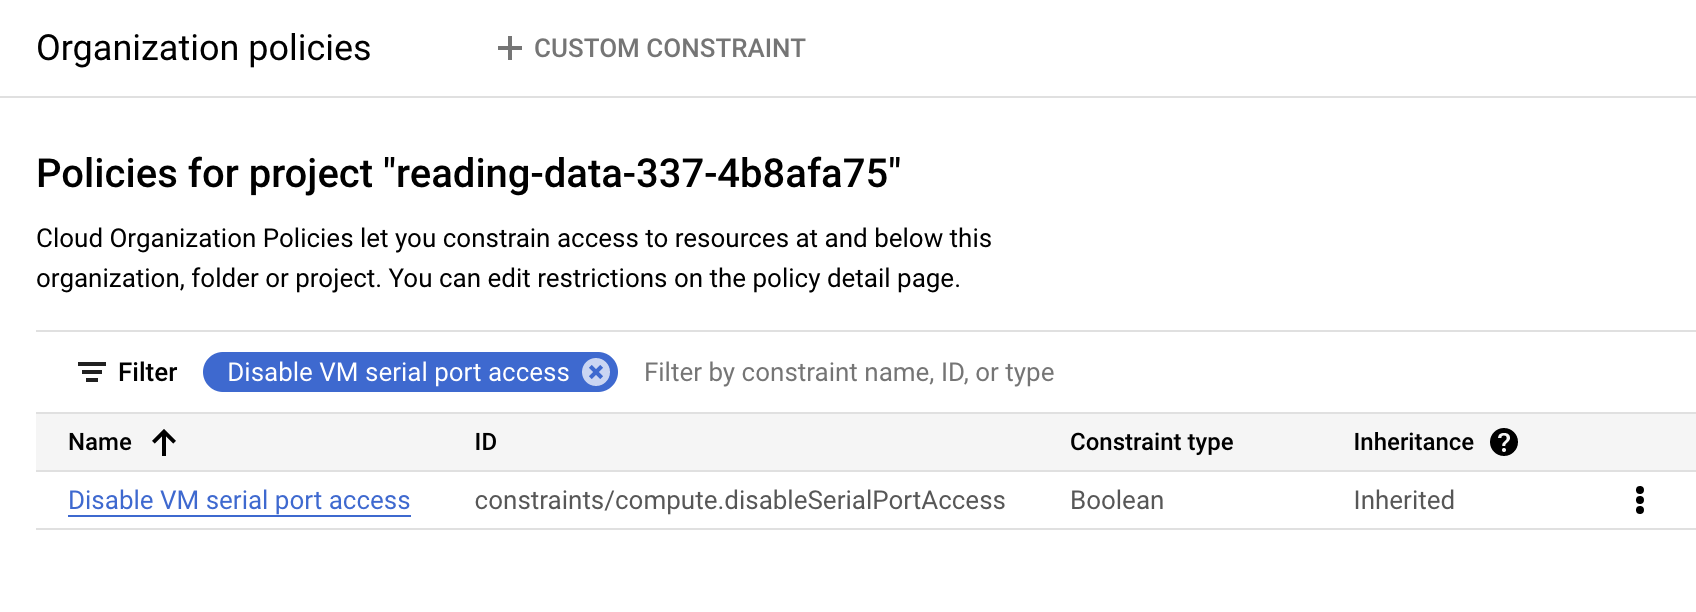 Organization policies
+ CUSTOM CONSTRAINT
Policies for project "reading-data-337-4b8afa75"
Cloud Organization Policies let you constrain access to resources at and below this
organization, folder or project. You can edit restrictions on the policy detail page.
Filter Disable VM serial port access Filter by constraint name, ID, or type
Name ID Constraint type Inheritance
Disable VM serial port access constraints/compute.disableSerialPortAccess Boolean Inherited